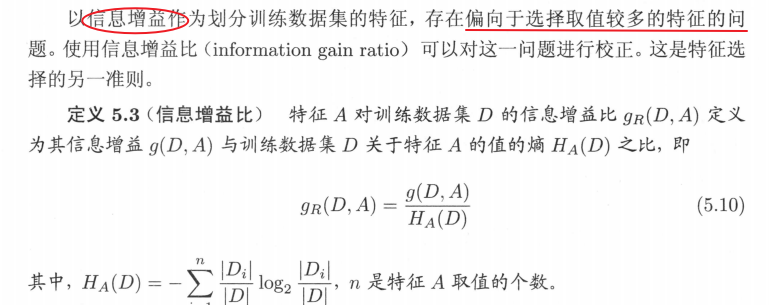 以信息增益作为划分训练数据集的特征，存在偏向于选择取值较多的特征的问
题。使用信息增益比（information gain ratio）可以对这一问题进行校正。这是特征选
择的另一准则。
定义 5.3（信息增益比） 特征 A 对训练数据集 D 的信息增益比 g_R(D, A) 定义
为其信息增益 g(D, A) 与训练数据集 D 关于特征 A 的值的熵 H_A(D) 之比，即
g_R(D, A) = \frac{g(D, A)}{H_A(D)} (5.10)
其中，H_A(D) = -\sum^{n} \frac{|D_i|}{|D|} \log_2 \frac{|D_i|}{|D|}，n 是特征 A 取值的个数。